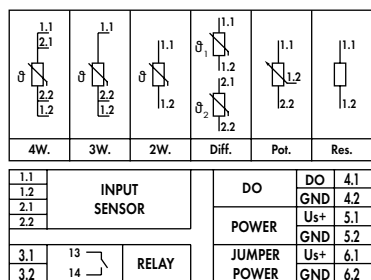 1.1 2.1 ϑ 2.2 1.2
1.1 ϑ 2.2 1.2
1.1 ϑ 1.2
1.1 ϑ1 1.2 2.1 ϑ2 2.2
1.1 1.2 2.2
1.1 1.2
4W. 3W. 2W. Diff. Pot. Res.
1.1
1.2
2.1
2.2
INPUT
SENSOR
3.1 13
3.2 14
RELAY
DO DO 4.1
GND 4.2
POWER Us+ 5.1
GND 5.2
JUMPER Us+ 6.1
POWER GND 6.2